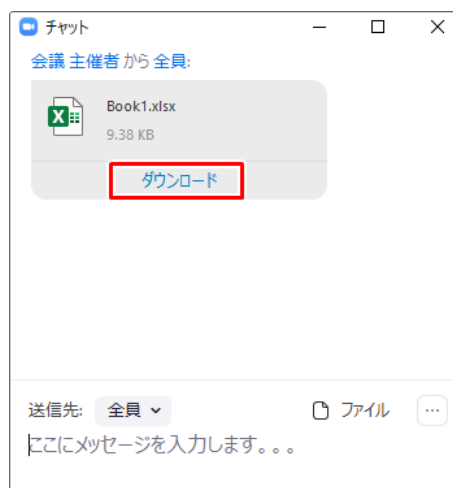 チャット
会議 主催者 から 全員:
Book1.xlsx
9.38 KB
ダウンロード
送信先: 全員 ファイル ...
ここにメッセージを入力します。。。